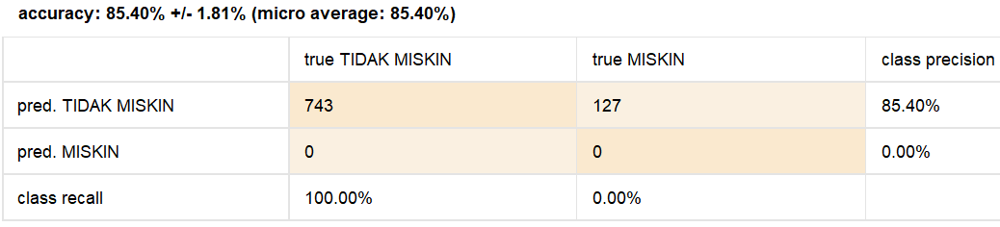 accuracy: 85.40% +/- 1.81% (micro average: 85.40%)
true TIDAK MISKIN true MISKIN class precision
pred. TIDAK MISKIN 743 127 85.40%
pred. MISKIN 0 0 0.00%
class recall 100.00% 0.00%